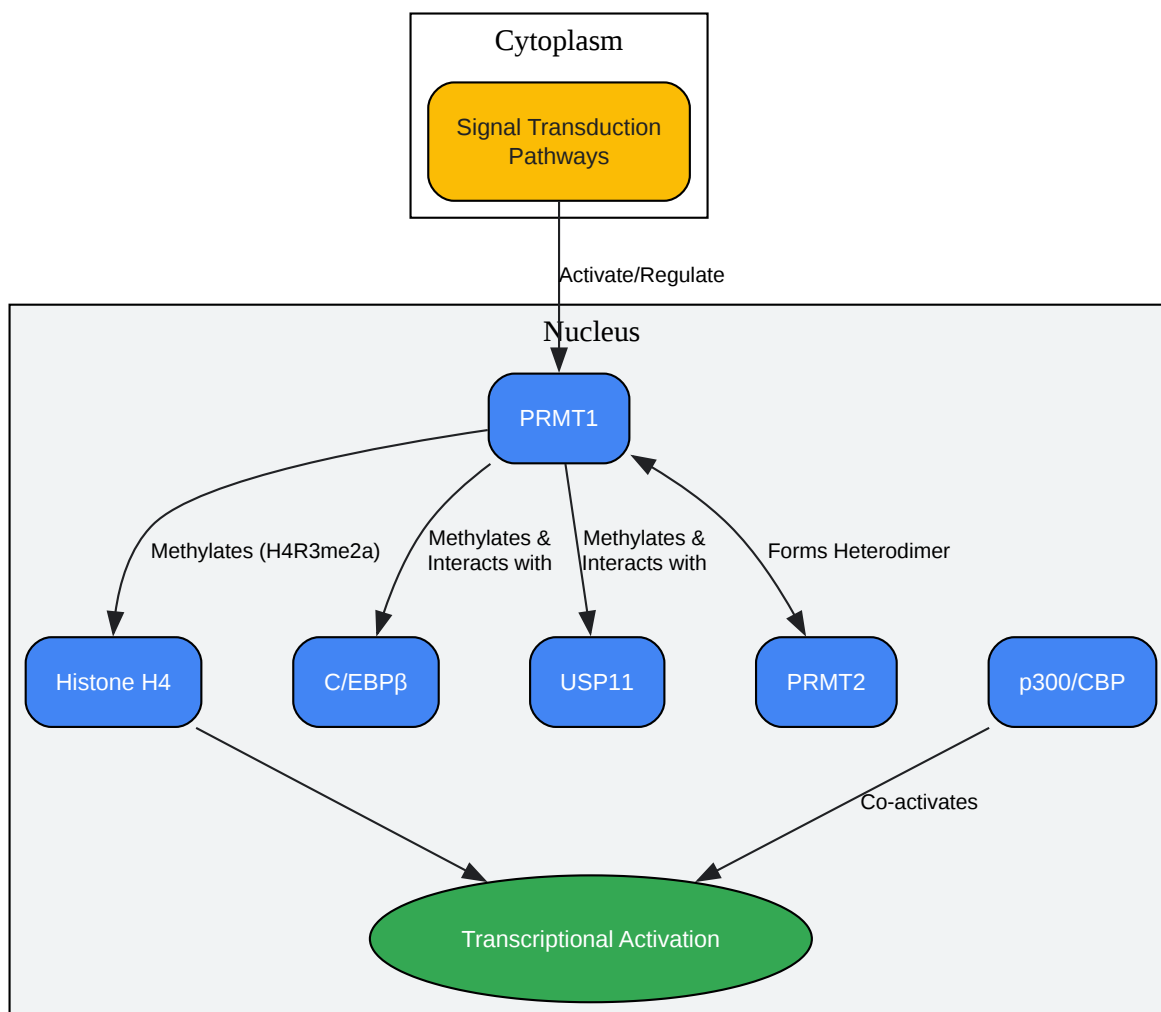 Cytoplasm
Signal Transduction
Pathways
Activate/Regulate
Nucleus
PRMT1
Methylates (H4R3me2a)
Methylates &
Interacts with
Methylates &
Interacts with
Forms Heterodimer
Histone H4
C/EBPβ
USP11
PRMT2
p300/CBP
Co-activates
Transcriptional Activation